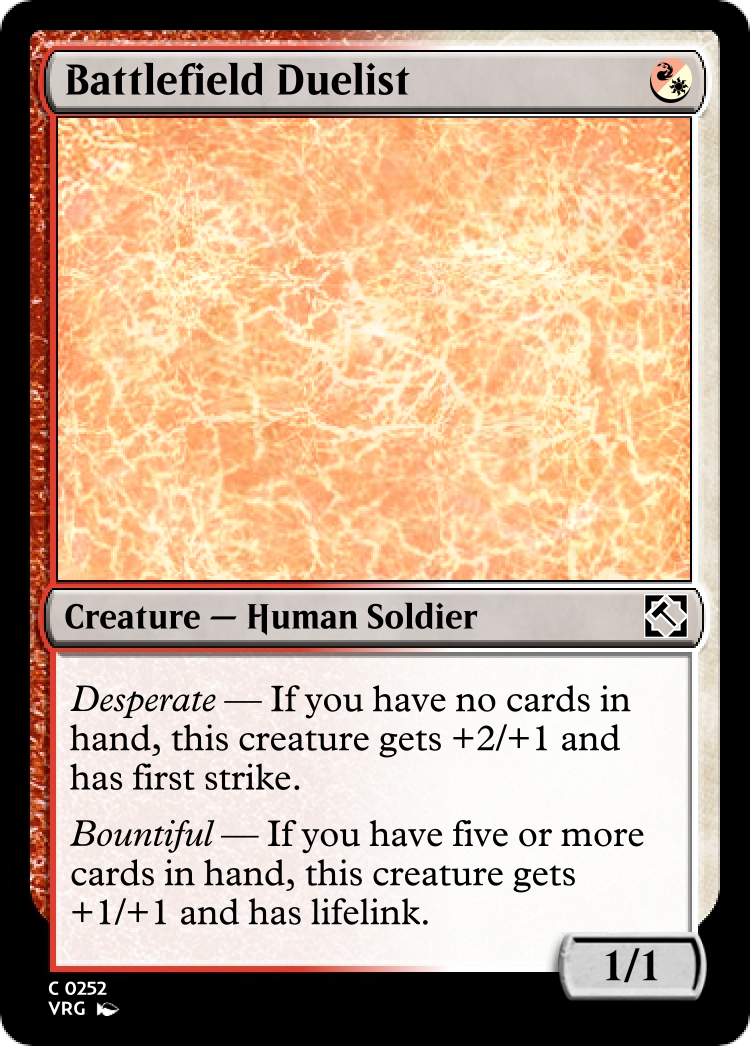 Battlefield Duelist
Creature — Human Soldier
Desperate — If you have no cards in
hand, this creature gets +2/+1 and
has first strike.
Bountiful — If you have five or more
cards in hand, this creature gets
+1/+1 and has lifelink.
1/1
C 0252
VRG